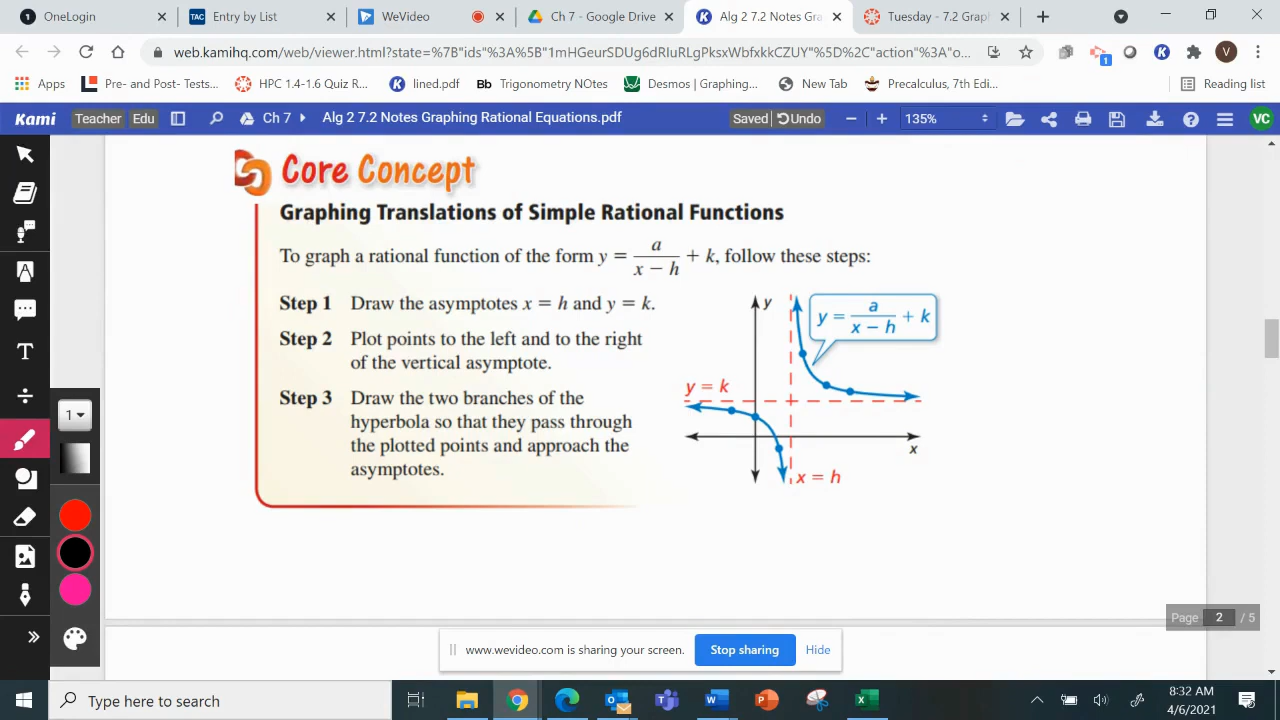 OneLogin
Entry by List
WeVideo
Ch 7 - Google Drive
Alg 2 7.2 Notes Gra
Tuesday - 7.2 Grap
web.kamihq.com/web/viewer.html?state=%7B"ids"%3A%5B"1mHGeurSDUg6dRIuRLgPksxWbfxkkCZUY"%5D%2C"action"%3A"o...
Apps
Pre- and Post- Tests...
HPC 1.4-1.6 Quiz R...
lined.pdf
Bb Trigonometry NOtes
Desmos | Graphing...
New Tab
Precalculus, 7th Edi...
Reading list
Kami
Teacher
Edu
Ch 7
Alg 2 7.2 Notes Graphing Rational Equations.pdf
Saved
Undo
135%
VC
Core Concept
Graphing Translations of Simple Rational Functions
To graph a rational function of the form y = a/(x − h) + k, follow these steps:
Step 1 Draw the asymptotes x = h and y = k.
Step 2 Plot points to the left and to the right
of the vertical asymptote.
Step 3 Draw the two branches of the
hyperbola so that they pass through
the plotted points and approach the
asymptotes.
y
y = a/(x − h) + k
y = k
x
x = h
1
Page 2 / 5
www.wevideo.com is sharing your screen.
Stop sharing
Hide
Type here to search
8:32 AM
4/6/2021